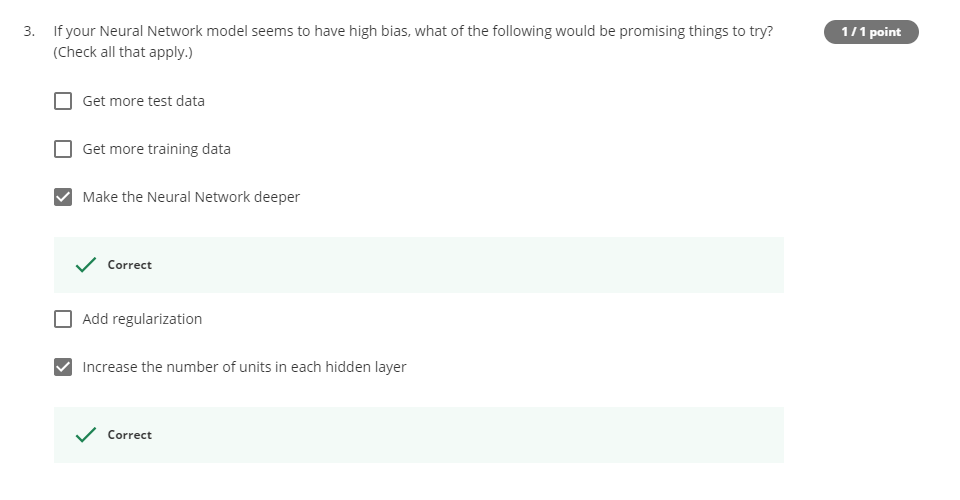 3. If your Neural Network model seems to have high bias, what of the following would be promising things to try?
(Check all that apply.)
1 / 1 point
Get more test data
Get more training data
Make the Neural Network deeper
Correct
Add regularization
Increase the number of units in each hidden layer
Correct